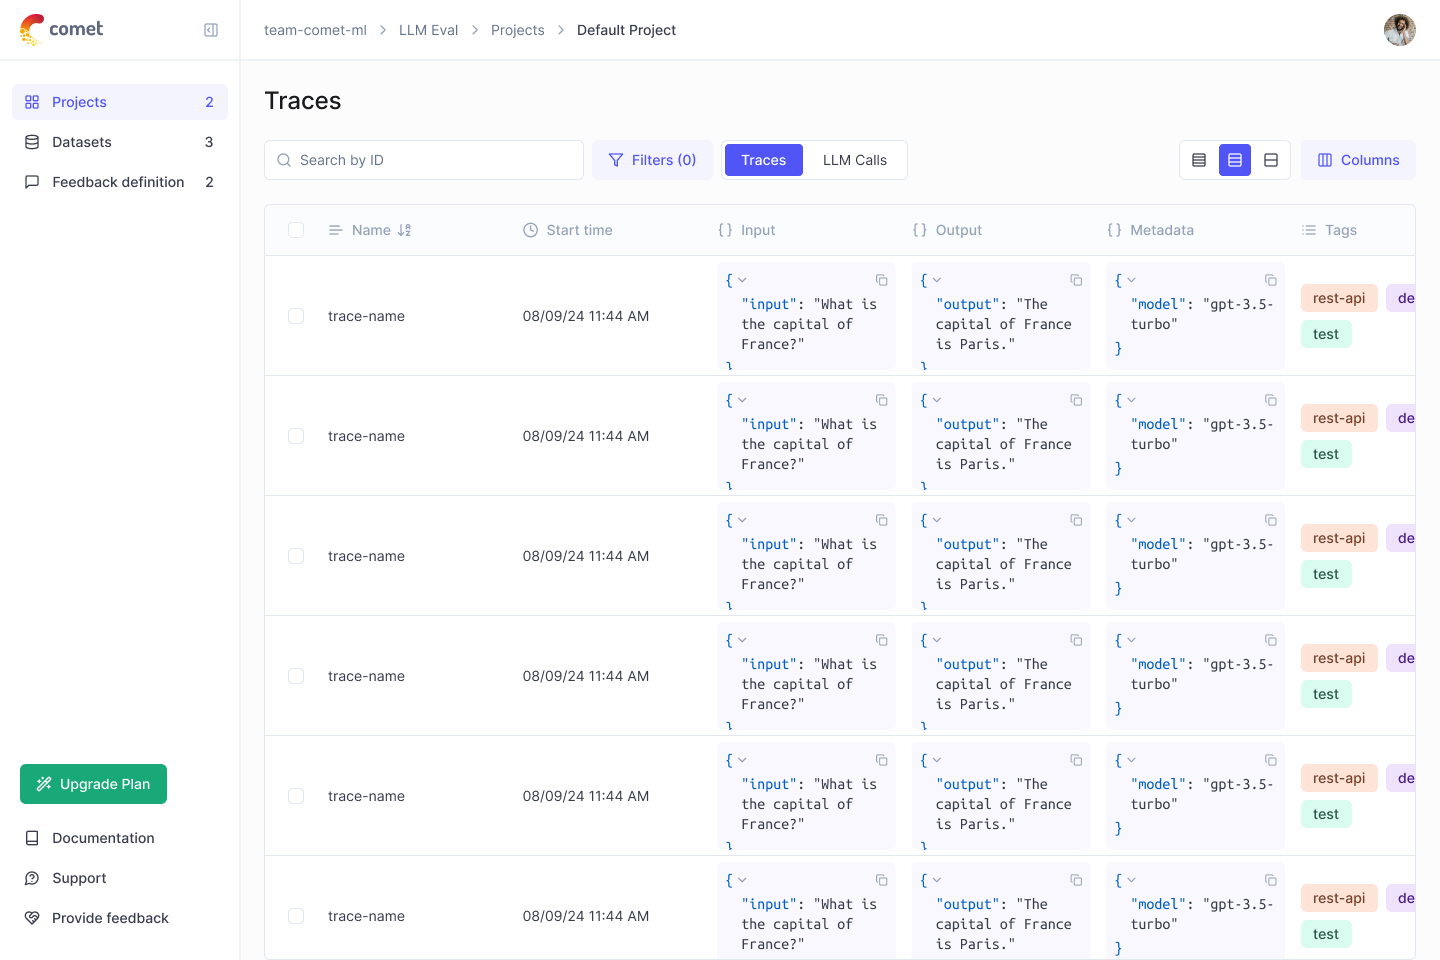 comet
team-comet-ml
LLM Eval
Projects
Default Project
Projects 2
Datasets 3
Feedback definition 2
Traces
Search by ID
Filters (0)
Traces
LLM Calls
Columns
Name
Start time
{ } Input
{ } Output
{ } Metadata
Tags
trace-name
08/09/24 11:44 AM
{
"input": "What is
the capital of
France?"
}
{
"output": "The
capital of France
is Paris."
}
{
"model": "gpt-3.5-
turbo"
}
rest-api
de
test
trace-name
08/09/24 11:44 AM
{
"input": "What is
the capital of
France?"
}
{
"output": "The
capital of France
is Paris."
}
{
"model": "gpt-3.5-
turbo"
}
rest-api
de
test
trace-name
08/09/24 11:44 AM
{
"input": "What is
the capital of
France?"
}
{
"output": "The
capital of France
is Paris."
}
{
"model": "gpt-3.5-
turbo"
}
rest-api
de
test
trace-name
08/09/24 11:44 AM
{
"input": "What is
the capital of
France?"
}
{
"output": "The
capital of France
is Paris."
}
{
"model": "gpt-3.5-
turbo"
}
rest-api
de
test
trace-name
08/09/24 11:44 AM
{
"input": "What is
the capital of
France?"
}
{
"output": "The
capital of France
is Paris."
}
{
"model": "gpt-3.5-
turbo"
}
rest-api
de
test
trace-name
08/09/24 11:44 AM
{
"input": "What is
the capital of
France?"
{
"output": "The
capital of France
is Paris."
{
"model": "gpt-3.5-
turbo"
}
rest-api
de
test
Upgrade Plan
Documentation
Support
Provide feedback